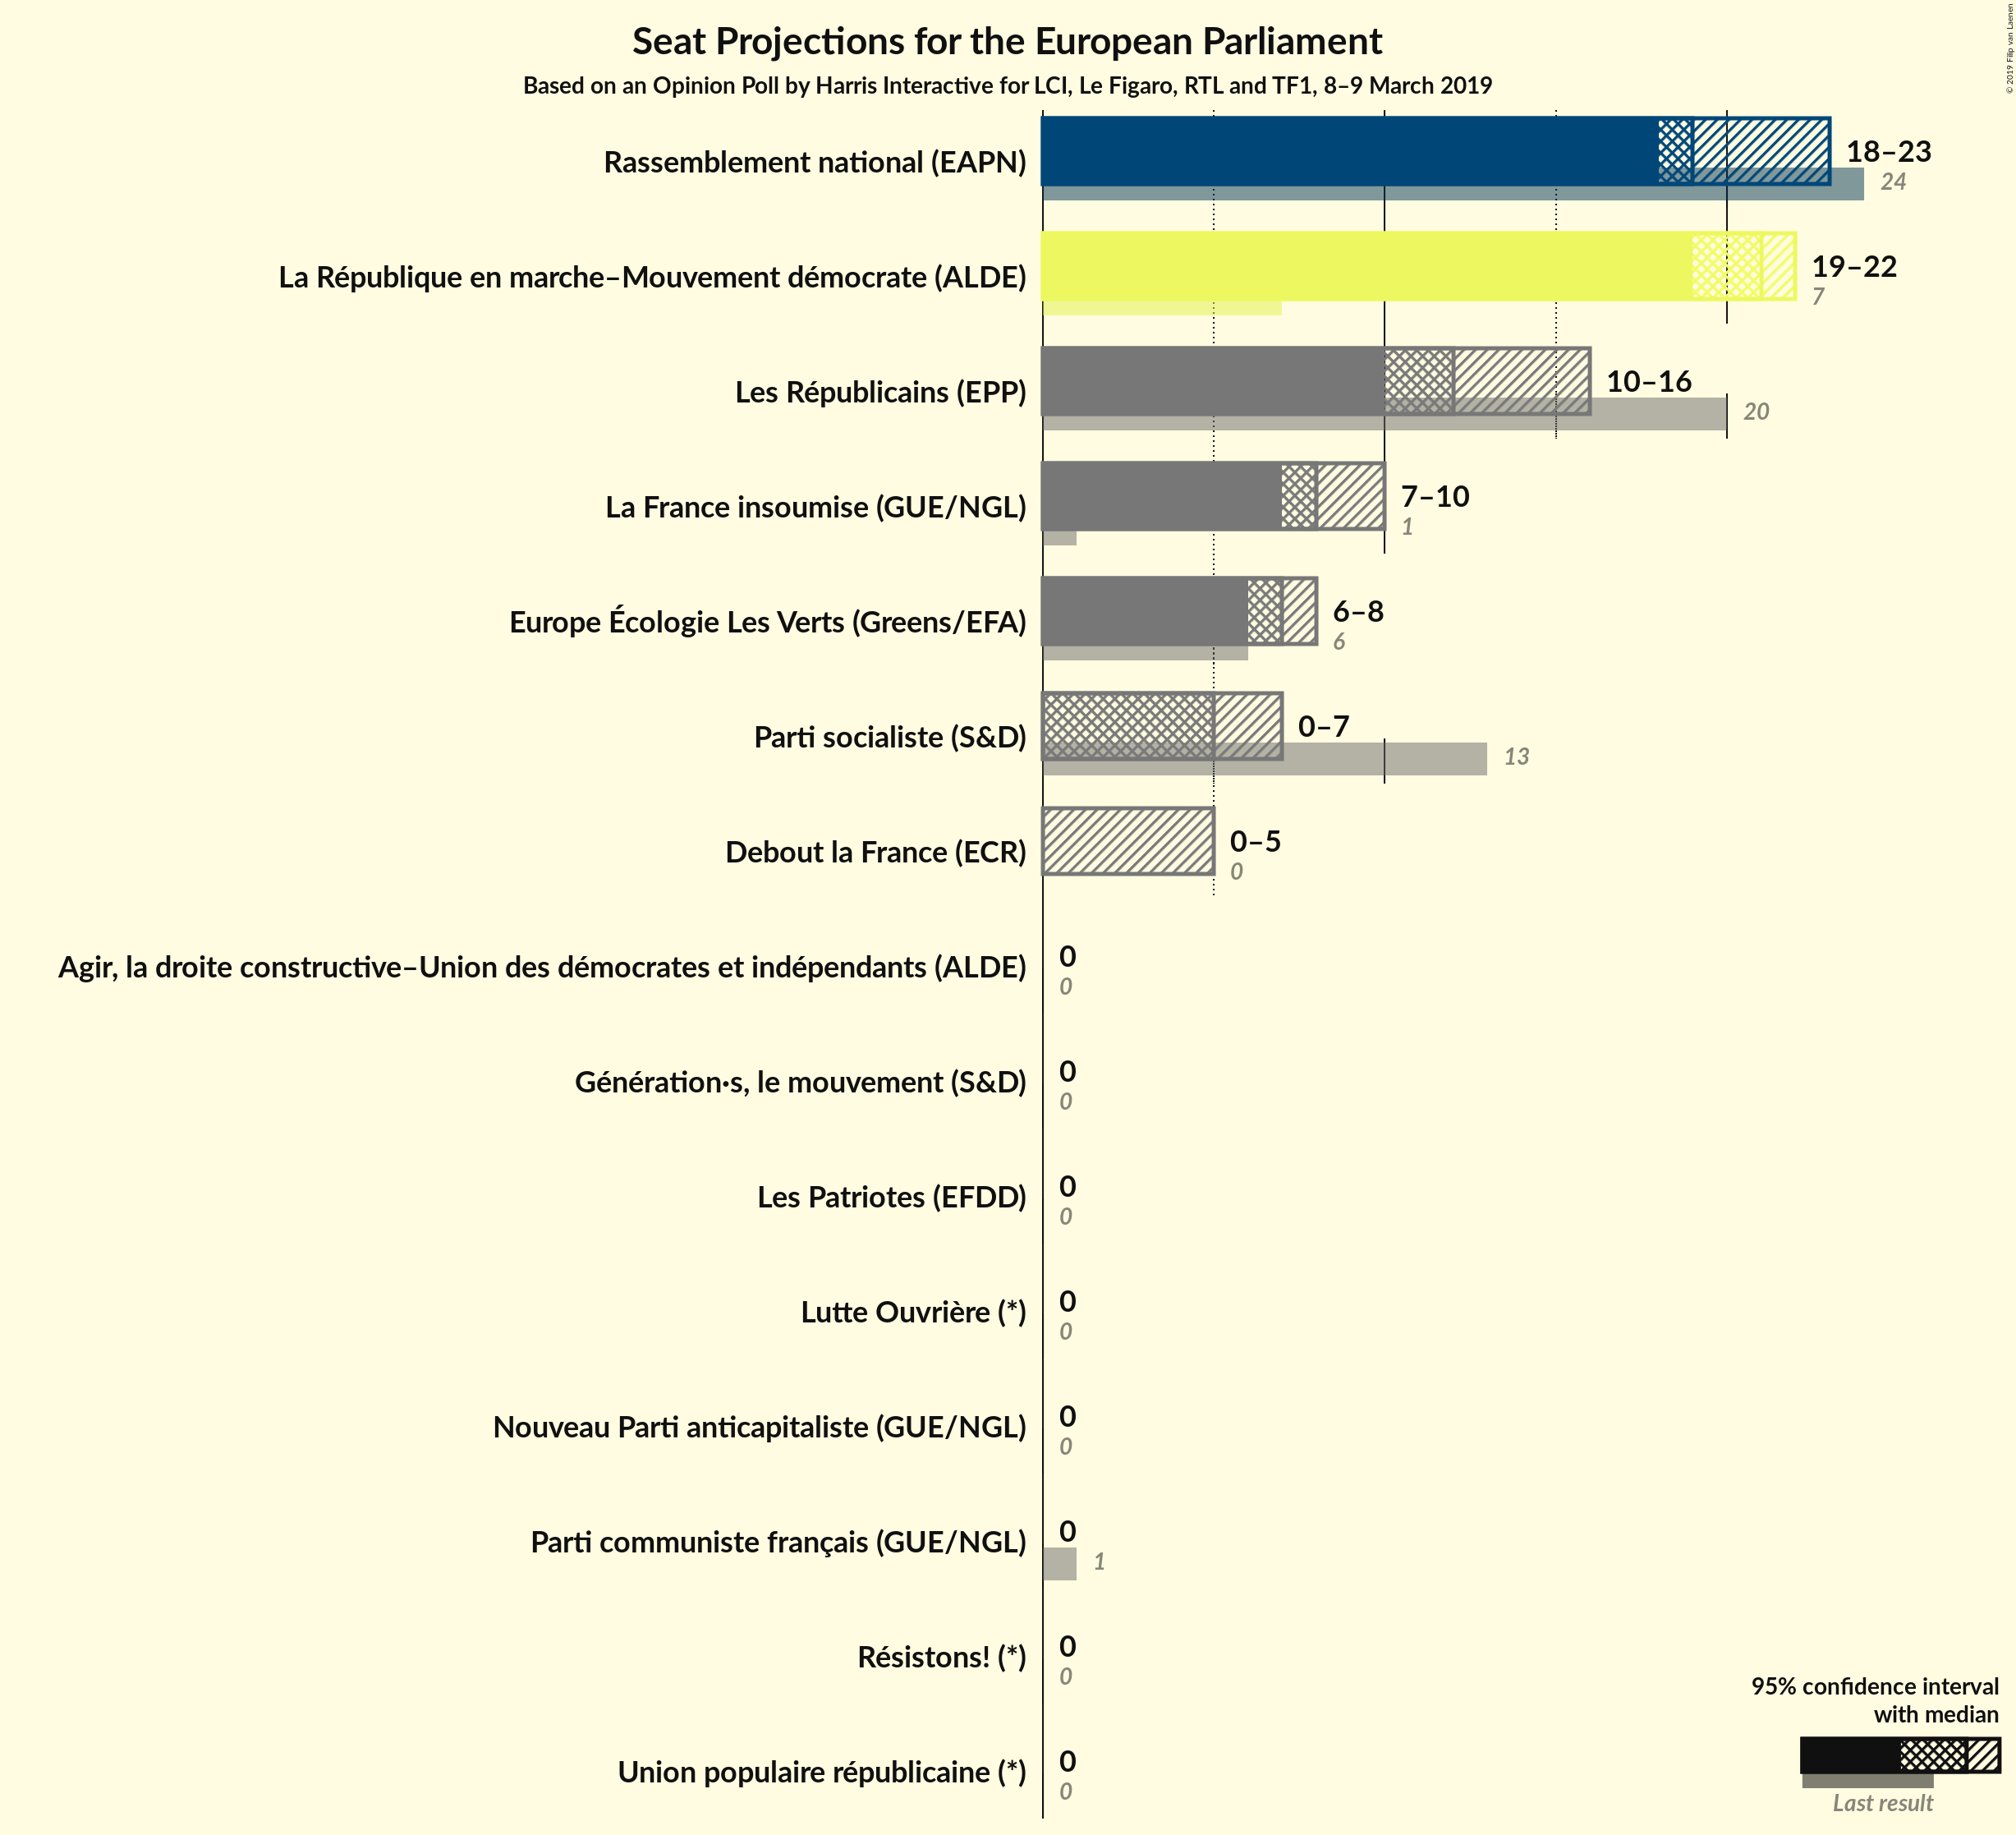 Seat Projections for the European Parliament
Based on an Opinion Poll by Harris Interactive for LCI, Le Figaro, RTL and TF1, 8–9 March 2019
© 2019 Filip van Laenen
Rassemblement national (EAPN)
18–23
24
La République en marche–Mouvement démocrate (ALDE)
19–22
7
Les Républicains (EPP)
10–16
20
La France insoumise (GUE/NGL)
7–10
1
Europe Écologie Les Verts (Greens/EFA)
6–8
6
Parti socialiste (S&D)
0–7
13
Debout la France (ECR)
0–5
0
Agir, la droite constructive–Union des démocrates et indépendants (ALDE)
0
0
Génération·s, le mouvement (S&D)
0
0
Les Patriotes (EFDD)
0
0
Lutte Ouvrière (*)
0
0
Nouveau Parti anticapitaliste (GUE/NGL)
0
0
Parti communiste français (GUE/NGL)
0
1
Résistons! (*)
0
0
Union populaire républicaine (*)
0
0
95% confidence interval
with median
Last result